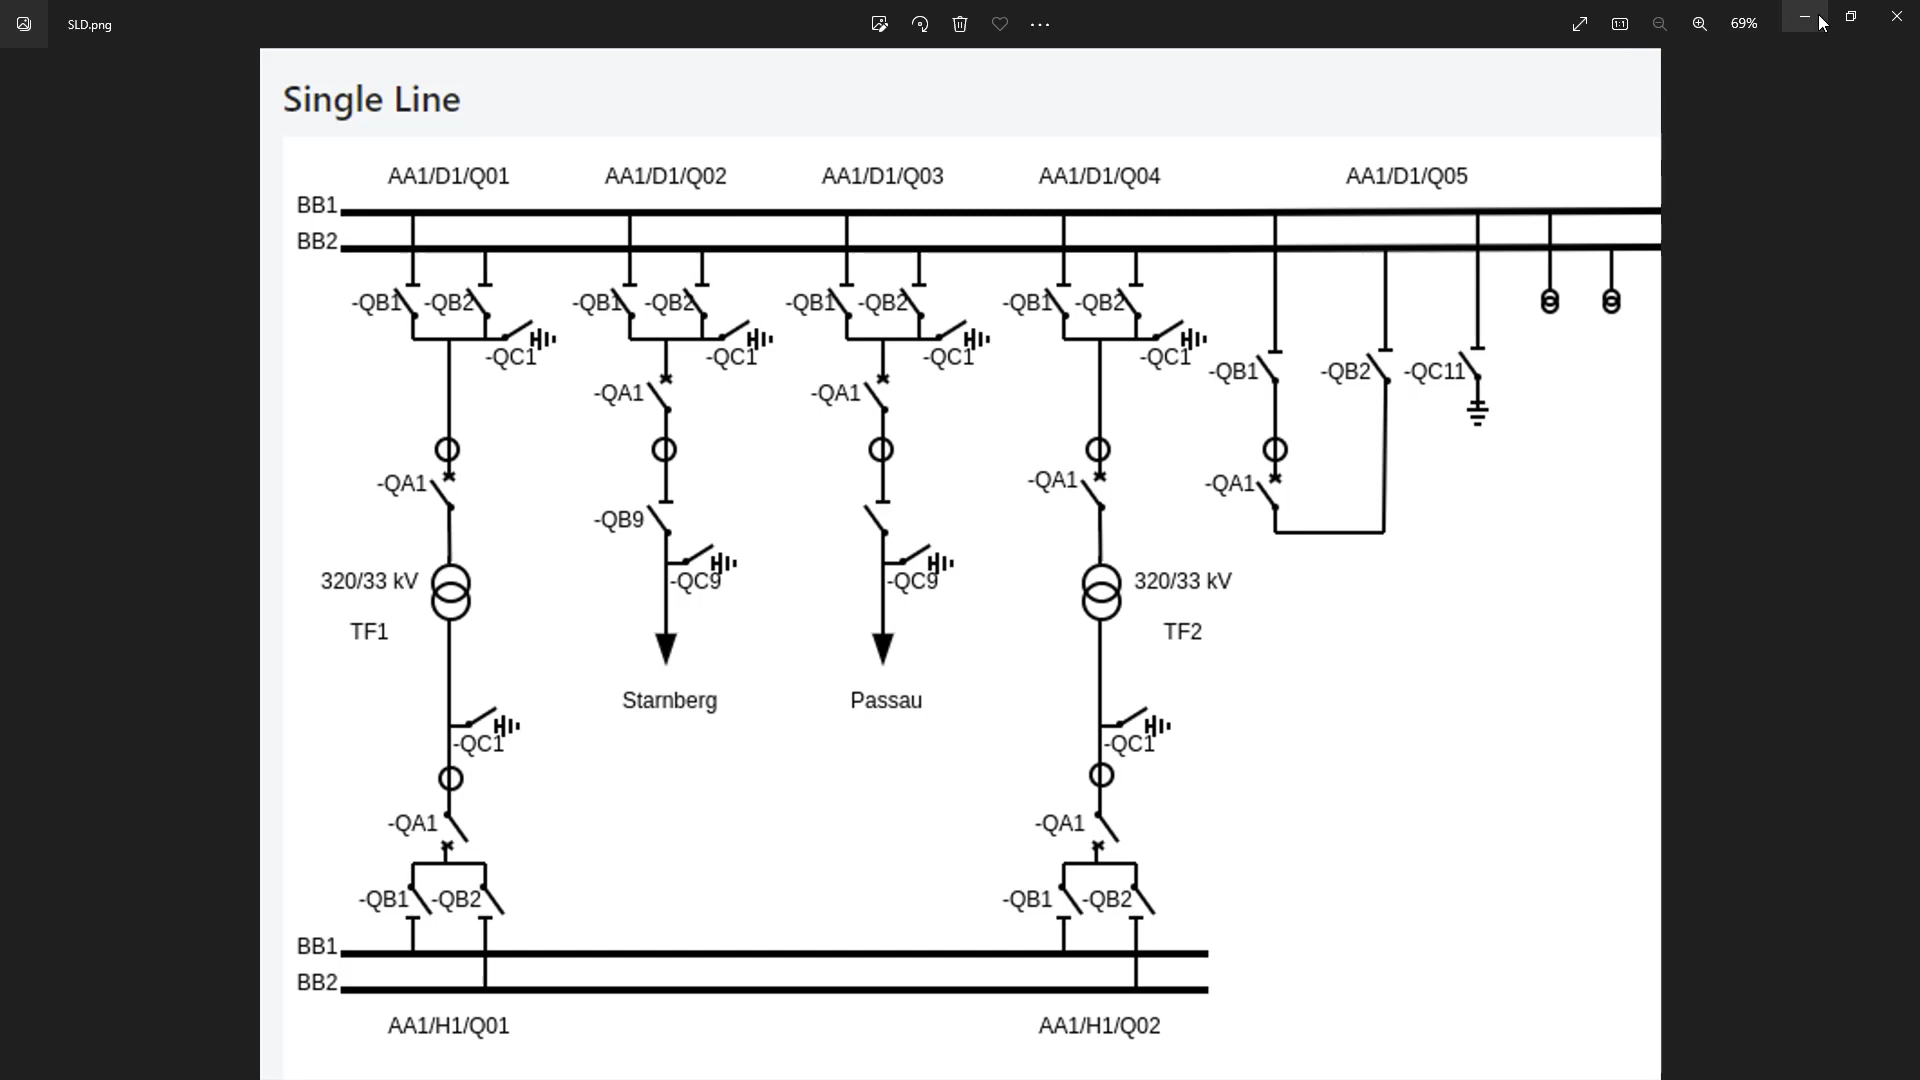 SLD.png
69%
Single Line
AA1/D1/Q01 AA1/D1/Q02 AA1/D1/Q03 AA1/D1/Q04 AA1/D1/Q05
BB1
BB2
-QB1 -QB2 -QB1 -QB2 -QB1 -QB2 -QB1 -QB2
-QC1 -QC1 -QC1 -QC1
-QB1 -QB2 -QC11
-QA1 -QA1
-QA1 -QA1 -QA1
-QB9
320/33 kV -QC9 -QC9 320/33 kV
TF1 TF2
Starnberg Passau
-QC1 -QC1
-QA1 -QA1
-QB1 -QB2 -QB1 -QB2
BB1
BB2
AA1/H1/Q01 AA1/H1/Q02